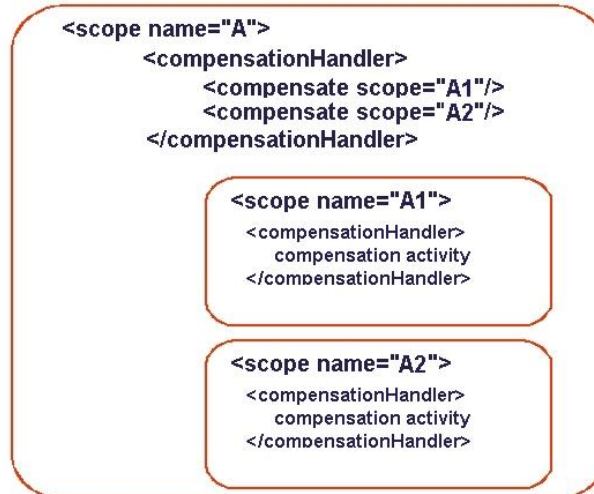 <scope name="A">
<compensationHandler>
<compensate scope="A1"/>
<compensate scope="A2"/>
</compensationHandler>
<scope name="A1">
<compensationHandler>
compensation activity
</compensationHandler>
<scope name="A2">
<compensationHandler>
compensation activity
</compensationHandler>